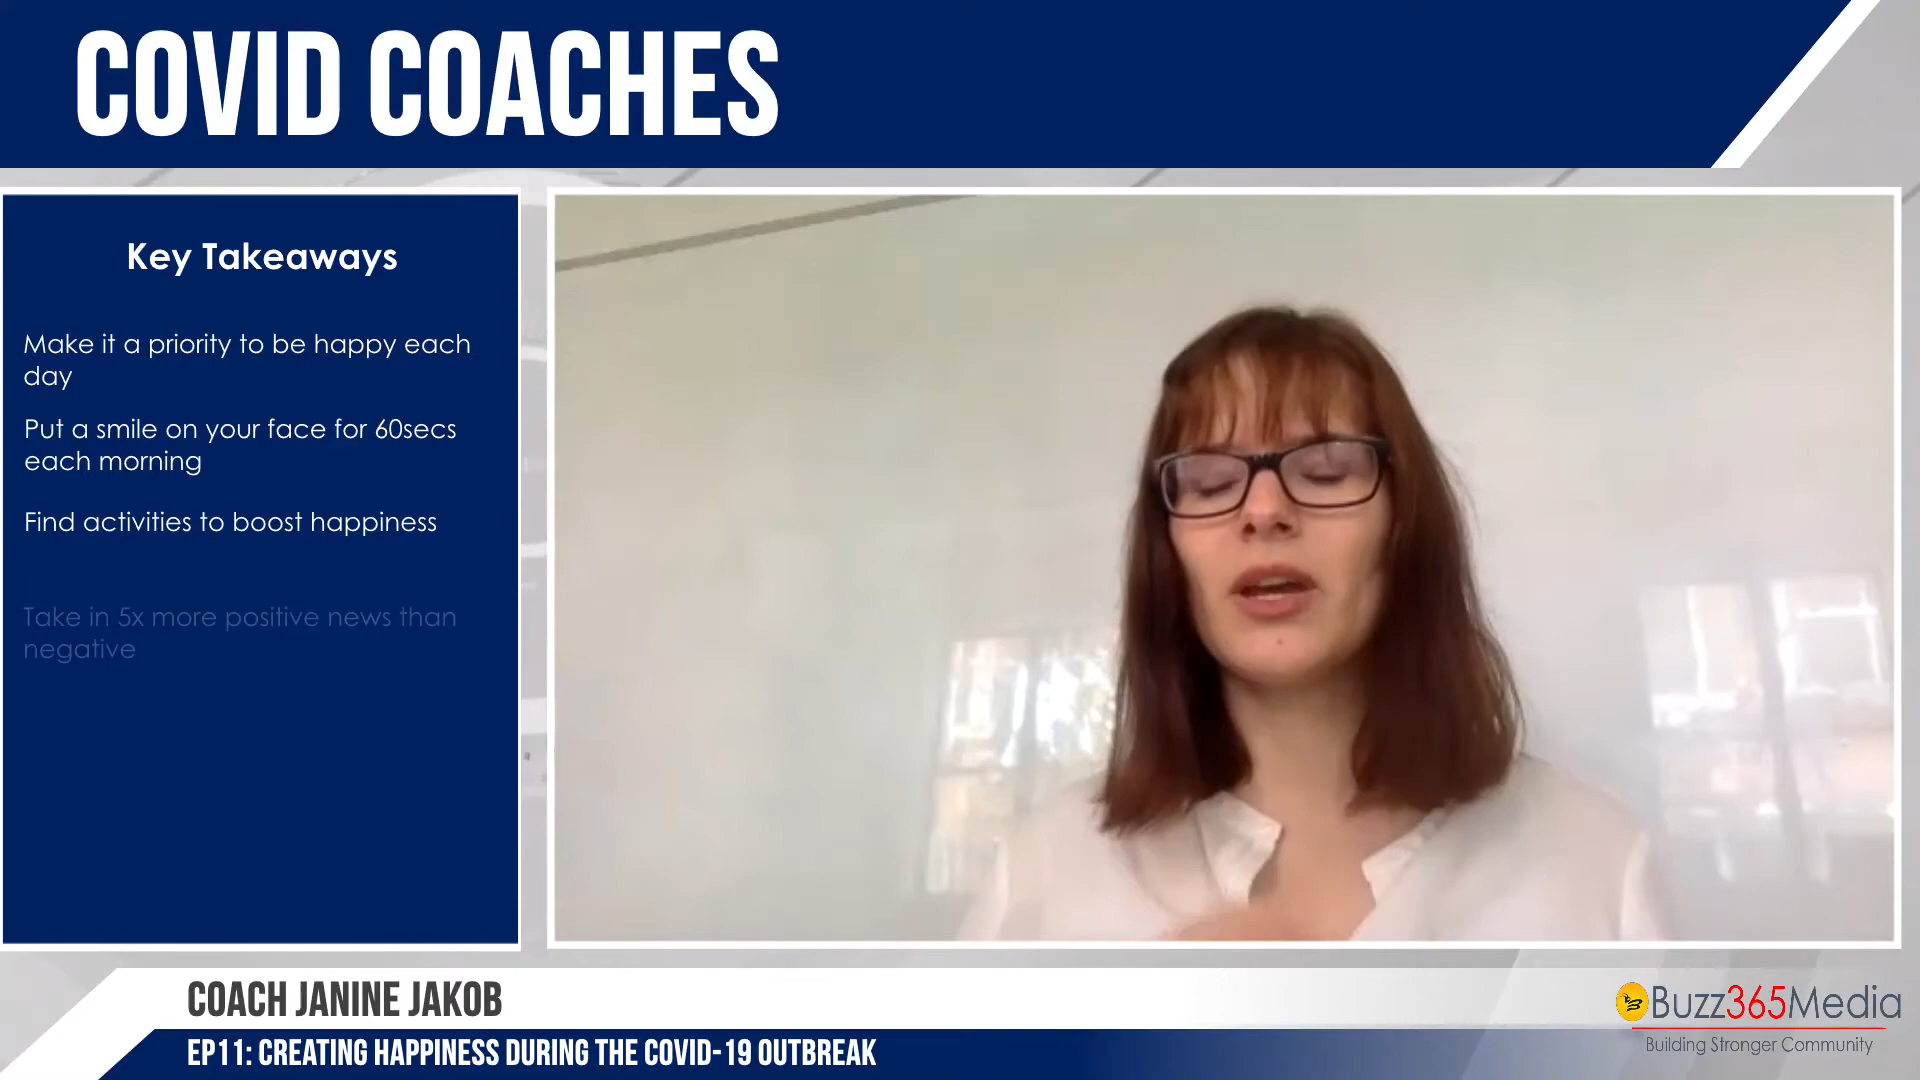 COVID COACHES
Key Takeaways
Make it a priority to be happy each
day
Put a smile on your face for 60secs
each morning
Find activities to boost happiness
Take in 5x more positive news than
negative
COACH JANINE JAKOB
EP11: CREATING HAPPINESS DURING THE COVID-19 OUTBREAK
Buzz365Media
Building Stronger Community